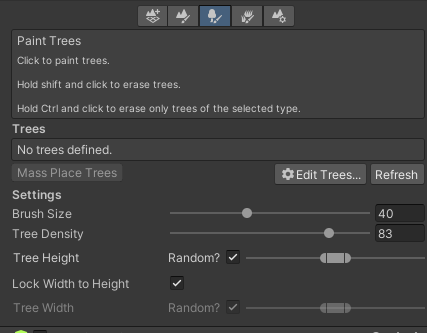 Paint Trees
Click to paint trees.
Hold shift and click to erase trees.
Hold Ctrl and click to erase only trees of the selected type.
Trees
No trees defined.
Mass Place Trees Edit Trees... Refresh
Settings
Brush Size 40
Tree Density 83
Tree Height Random?
Lock Width to Height
Tree Width Random?